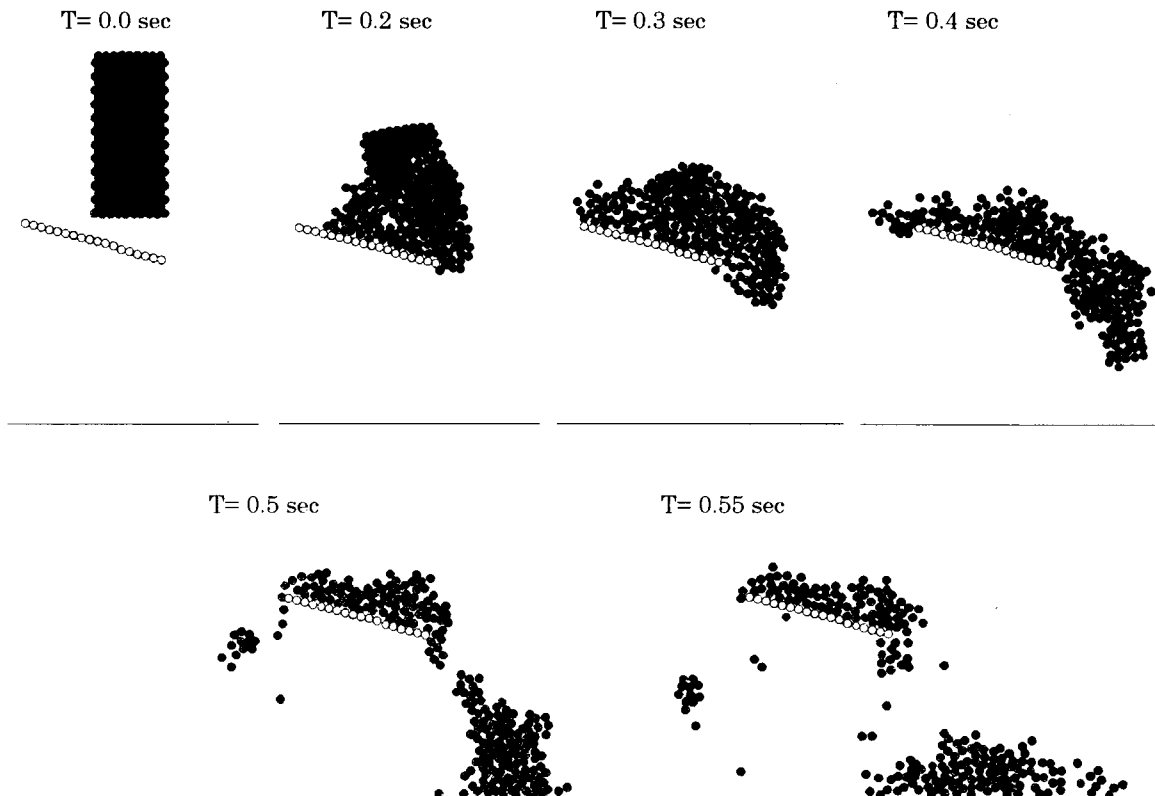 T= 0.0 sec
T= 0.2 sec
T= 0.3 sec
T= 0.4 sec
T= 0.5 sec
T= 0.55 sec